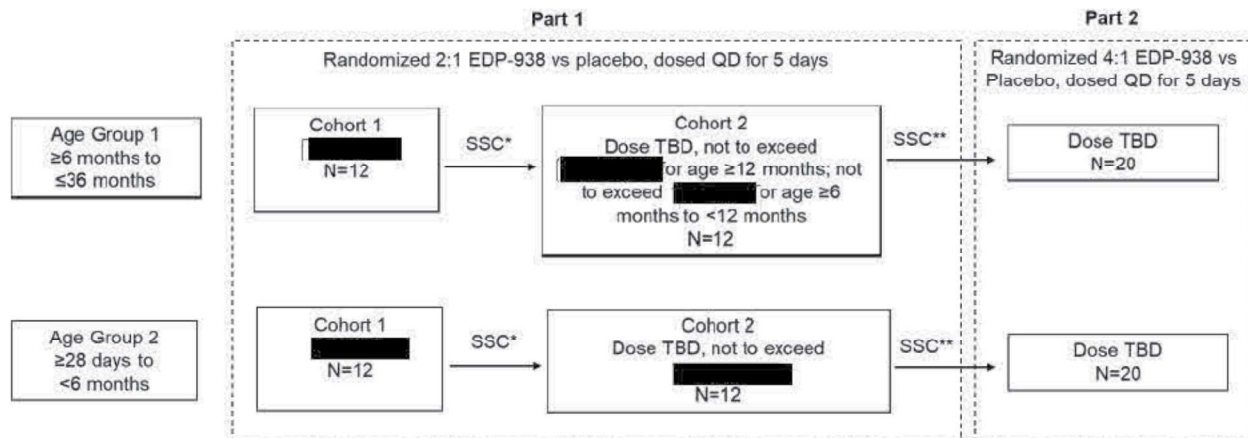 Part 1
Part 2
Randomized 2:1 EDP-938 vs placebo, dosed QD for 5 days
Randomized 4:1 EDP-938 vs
Placebo, dosed QD for 5 days
Age Group 1
≥6 months to
≤36 months
Cohort 1
N=12
SSC*
Cohort 2
Dose TBD, not to exceed
or age ≥12 months; not
to exceed or age ≥6
months to <12 months
N=12
SSC**
Dose TBD
N=20
Age Group 2
≥28 days to
<6 months
Cohort 1
N=12
SSC*
Cohort 2
Dose TBD, not to exceed
N=12
SSC**
Dose TBD
N=20